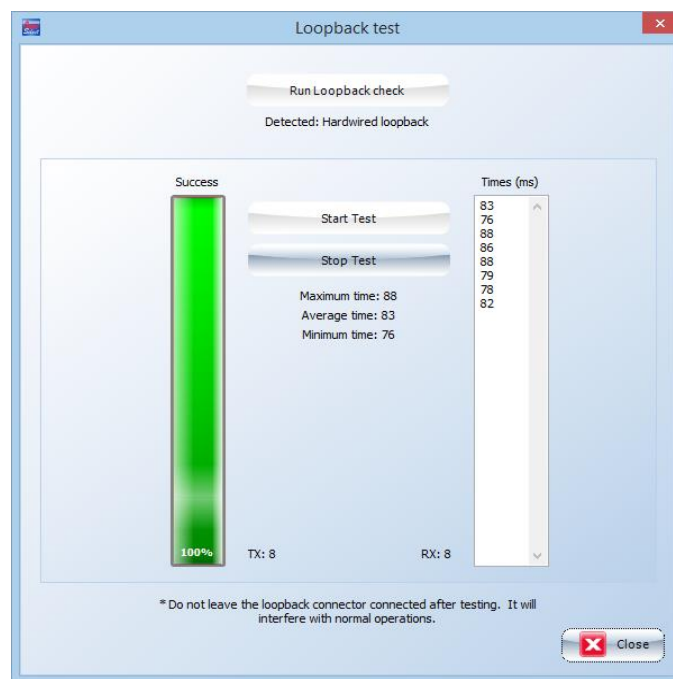 Loopback test
Run Loopback check
Detected: Hardwired loopback
Success
Times (ms)
Start Test
Stop Test
Maximum time: 88
Average time: 83
Minimum time: 76
83
76
88
86
88
79
78
82
100%
TX: 8
RX: 8
* Do not leave the loopback connector connected after testing. It will
interfere with normal operations.
Close